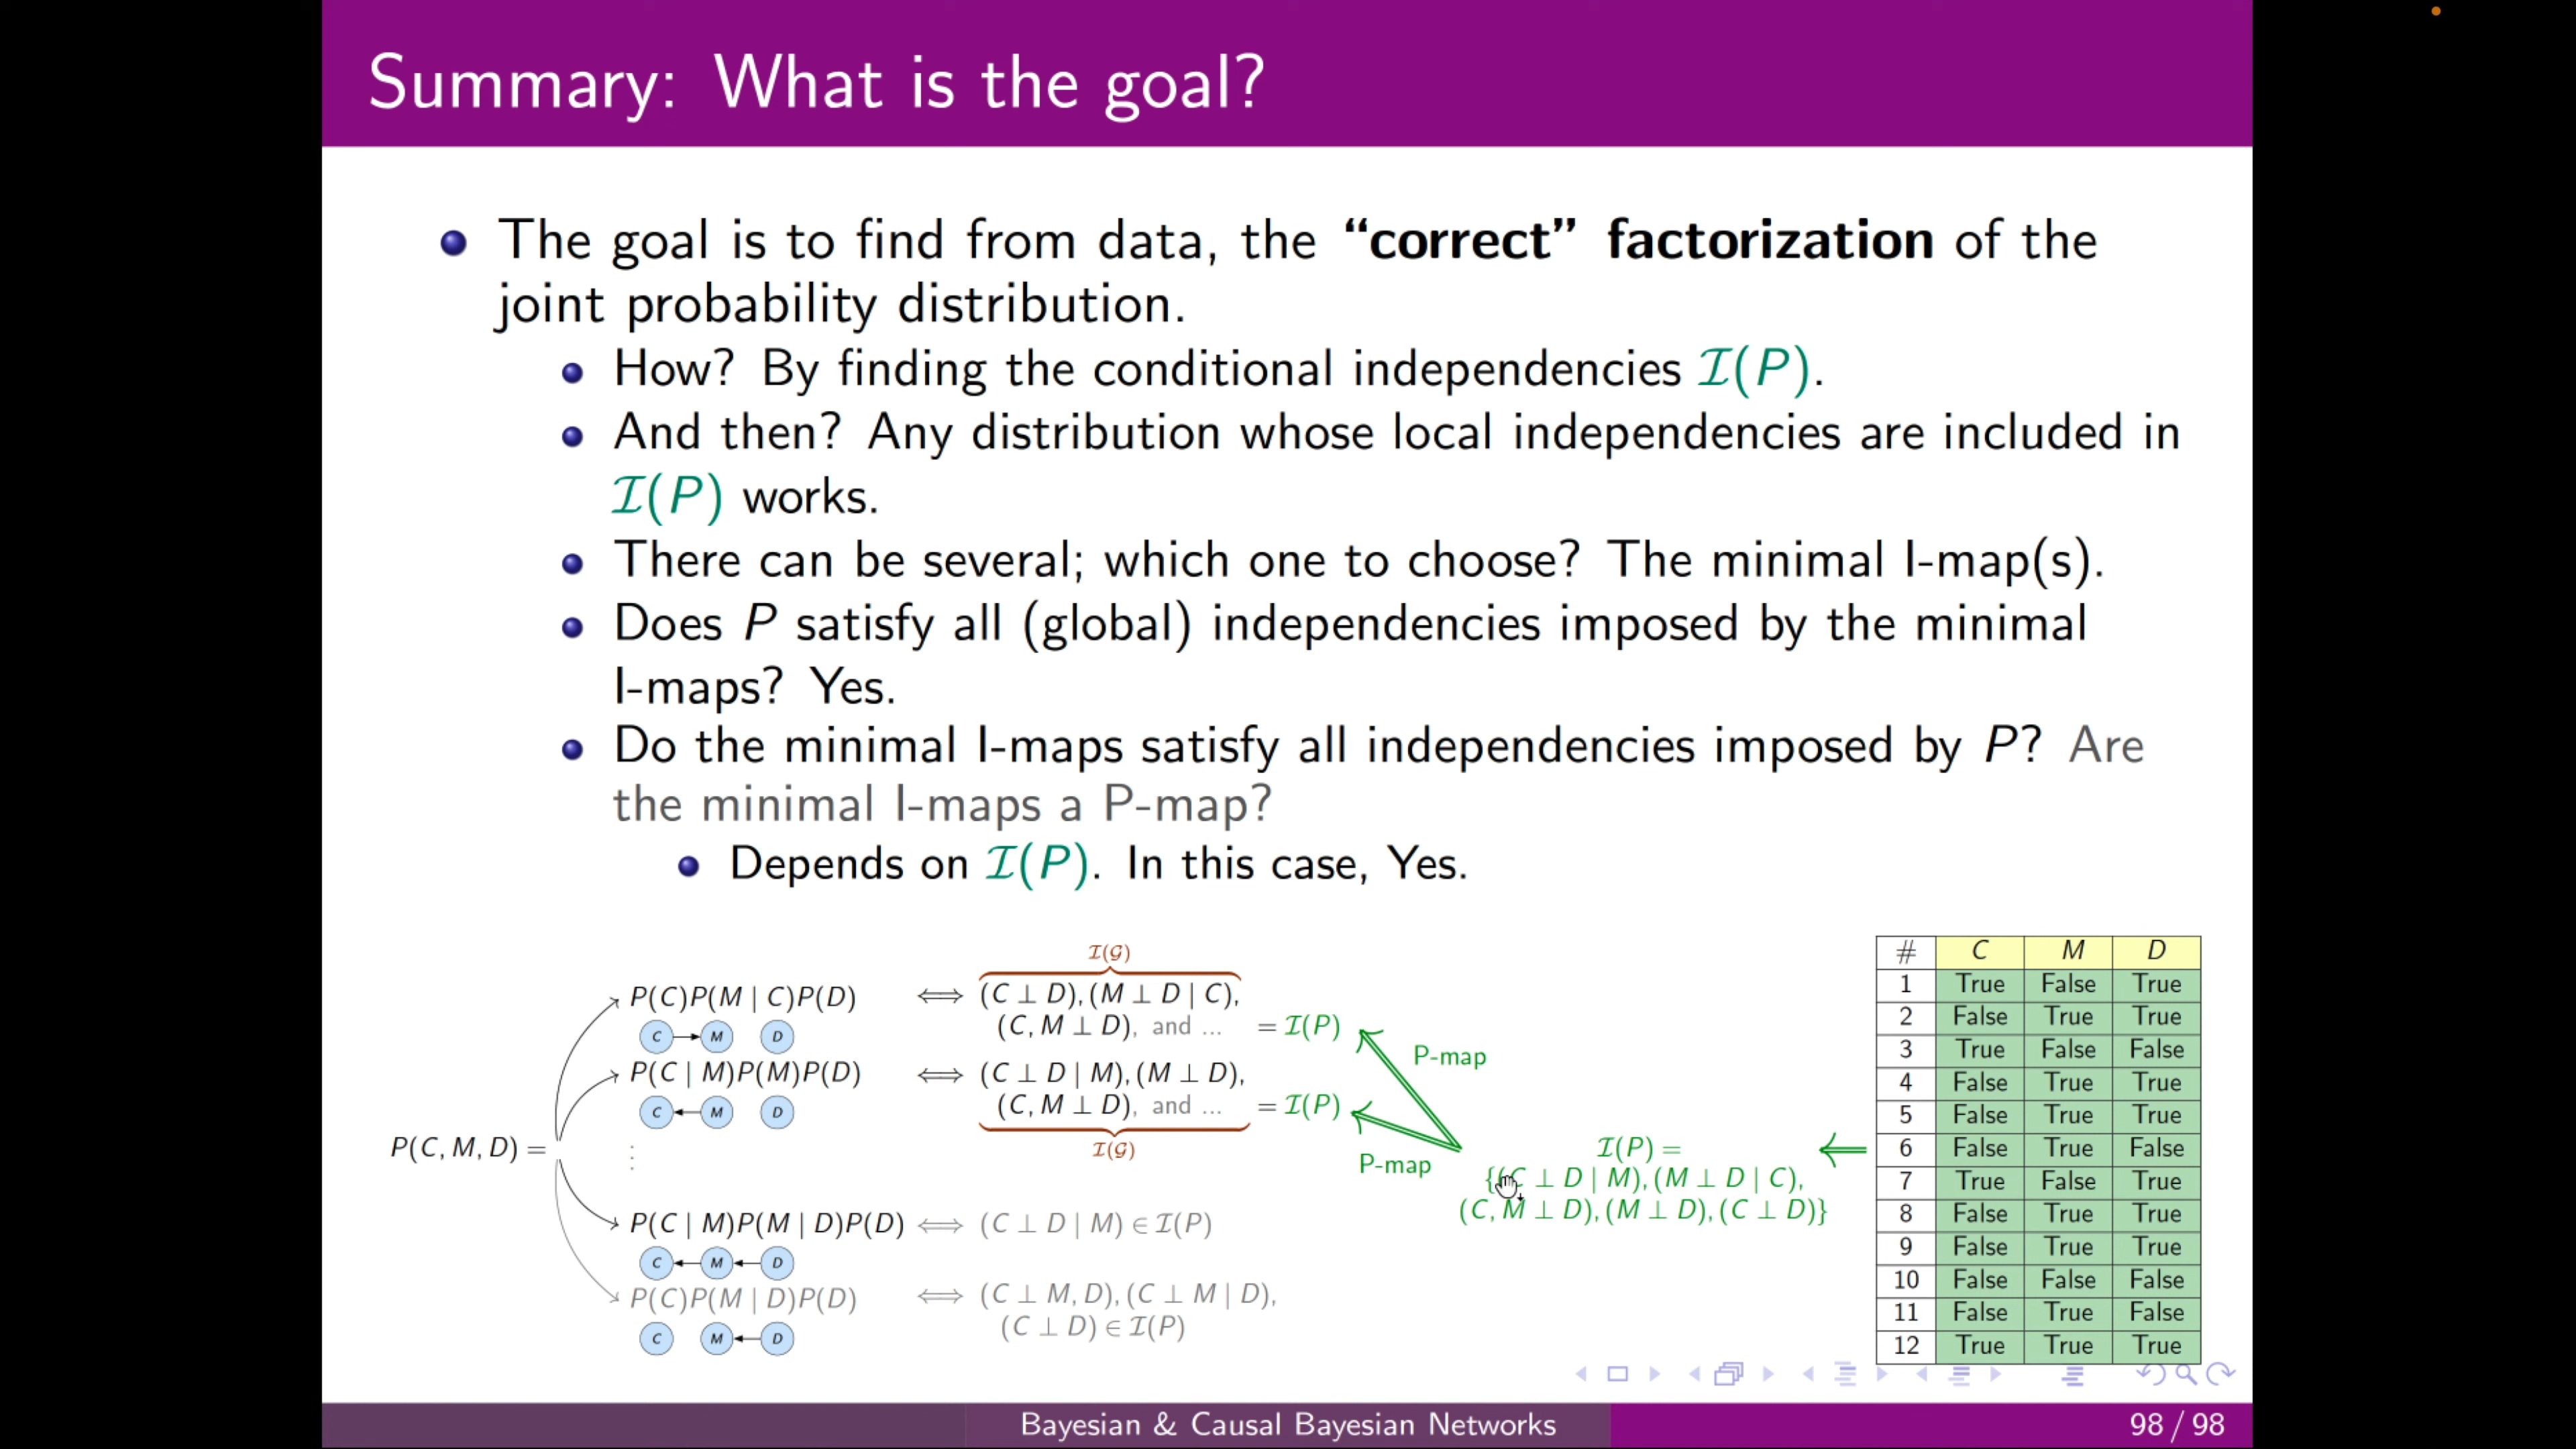 Summary: What is the goal?
The goal is to find from data, the “correct” factorization of the
joint probability distribution.
How? By finding the conditional independencies I(P).
And then? Any distribution whose local independencies are included in
I(P) works.
There can be several; which one to choose? The minimal I-map(s).
Does P satisfy all (global) independencies imposed by the minimal
I-maps? Yes.
Do the minimal I-maps satisfy all independencies imposed by P? Are
the minimal I-maps a P-map?
Depends on I(P). In this case, Yes.
P(C, M, D) =
I(G)
P(C)P(M | C)P(D) ⟺ (C ⊥ D), (M ⊥ D | C),
C M D (C, M ⊥ D), and ... = I(P)
P(C | M)P(M)P(D) ⟺ (C ⊥ D | M), (M ⊥ D),
C M D (C, M ⊥ D), and ... = I(P)
I(G)
⋮
P(C | M)P(M | D)P(D) ⟺ (C ⊥ D | M) ∈ I(P)
C M D
P(C)P(M | D)P(D) ⟺ (C ⊥ M, D), (C ⊥ M | D),
C M D (C ⊥ D) ∈ I(P)
P-map
P-map
I(P) =
{(C ⊥ D | M), (M ⊥ D | C),
(C, M ⊥ D), (M ⊥ D), (C ⊥ D)}
# C M D
1 True False True
2 False True True
3 True False False
4 False True True
5 False True True
6 False True False
7 True False True
8 False True True
9 False True True
10 False False False
11 False True False
12 True True True
Bayesian & Causal Bayesian Networks
98 / 98